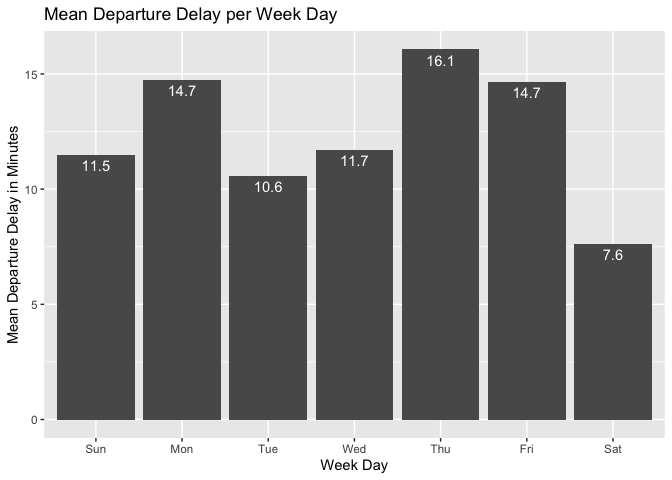 Mean Departure Delay per Week Day
Mean Departure Delay in Minutes
15
10
5
0
11.5
14.7
10.6
11.7
16.1
14.7
7.6
Sun Mon Tue Wed Thu Fri Sat
Week Day